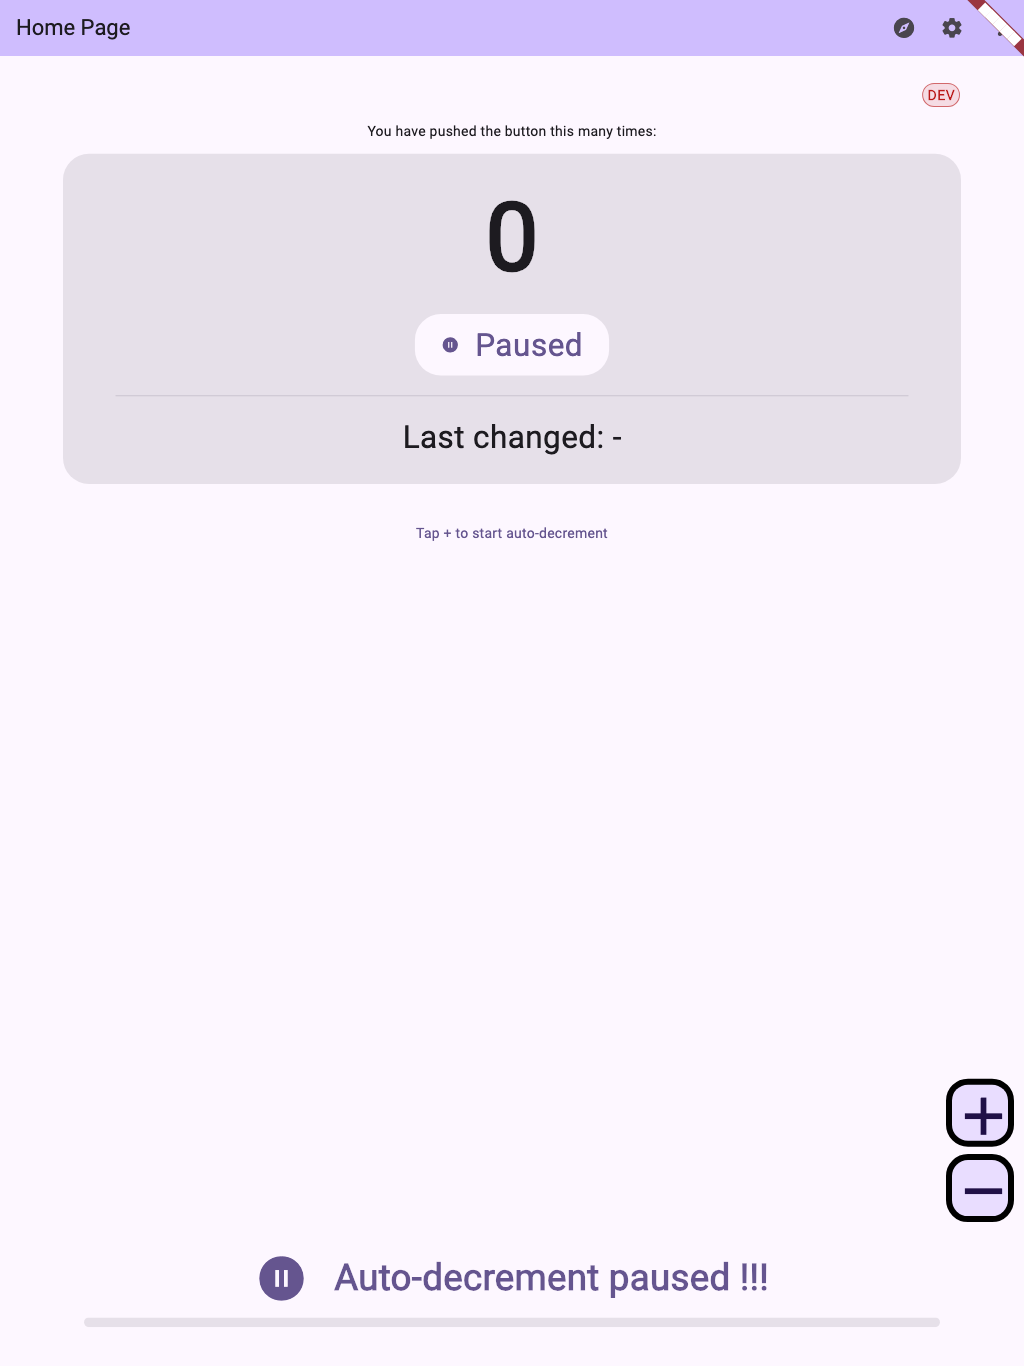 Home Page
DEV
You have pushed the button this many times:
0
Paused
Last changed: -
Tap + to start auto-decrement
Auto-decrement paused !!!